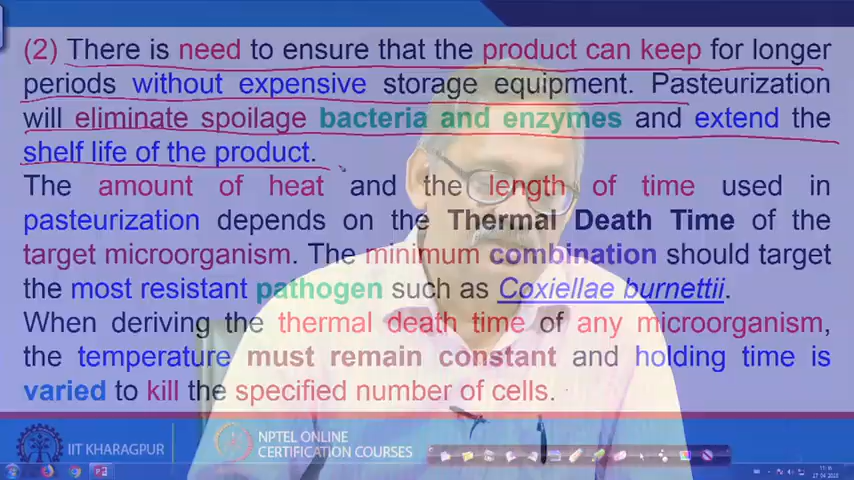 (2) There is need to ensure that the product can keep for longer
periods without expensive storage equipment. Pasteurization
will eliminate spoilage bacteria and enzymes and extend the
shelf life of the product.
The amount of heat and the length of time used in
pasteurization depends on the Thermal Death Time of the
target microorganism. The minimum combination should target
the most resistant pathogen such as Coxiellae burnettii.
When deriving the thermal death time of any microorganism,
the temperature must remain constant and holding time is
varied to kill the specified number of cells.
IIT KHARAGPUR
NPTEL ONLINE
CERTIFICATION COURSES